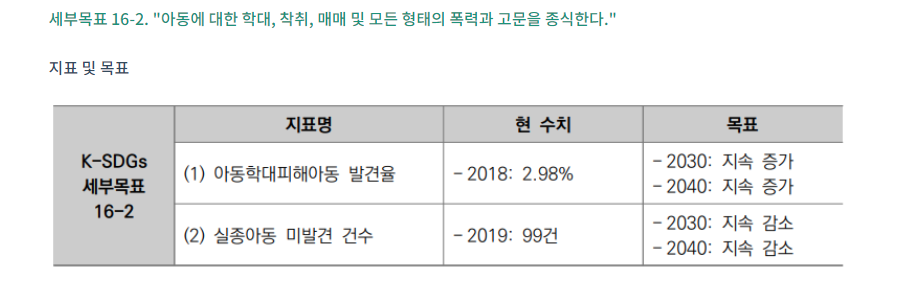 세부목표 16-2. "아동에 대한 학대, 착취, 매매 및 모든 형태의 폭력과 고문을 종식한다."
지표 및 목표
K-SDGs
세부목표
16-2
지표명 현 수치 목표
(1) 아동학대피해아동 발견율 - 2018: 2.98% - 2030: 지속 증가
- 2040: 지속 증가
(2) 실종아동 미발견 건수 - 2019: 99건 - 2030: 지속 감소
- 2040: 지속 감소